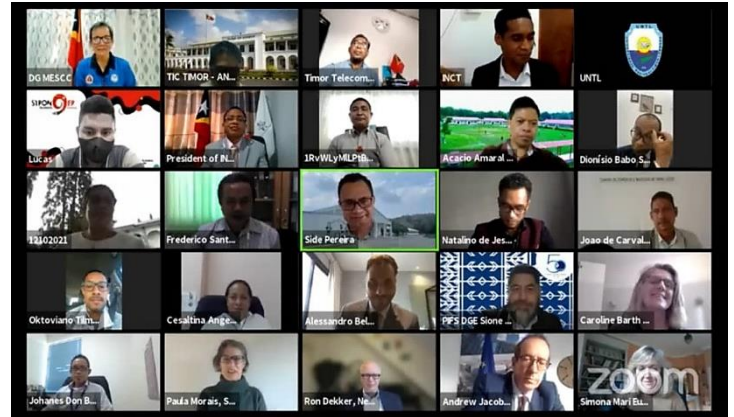 DG MESCC
TIC TIMOR - AN...
Timor Telecom...
INCT
UNTL
Lucas
President of IN...
Acacio Amaral ...
Dionísio Babo S...
12102021
Frederico Sant...
Side Pereira
Natalino de Jes...
Joao de Carval...
Oktoviano Tilm...
Cesaltina Ange...
Alessandro Bel...
PIFS DGE Sione ...
Caroline Barth ...
Johanes Don B...
Paula Morais, S...
Ron Dekker, Ne...
Andrew Jacob...
Simona Mari Eu...
zoom